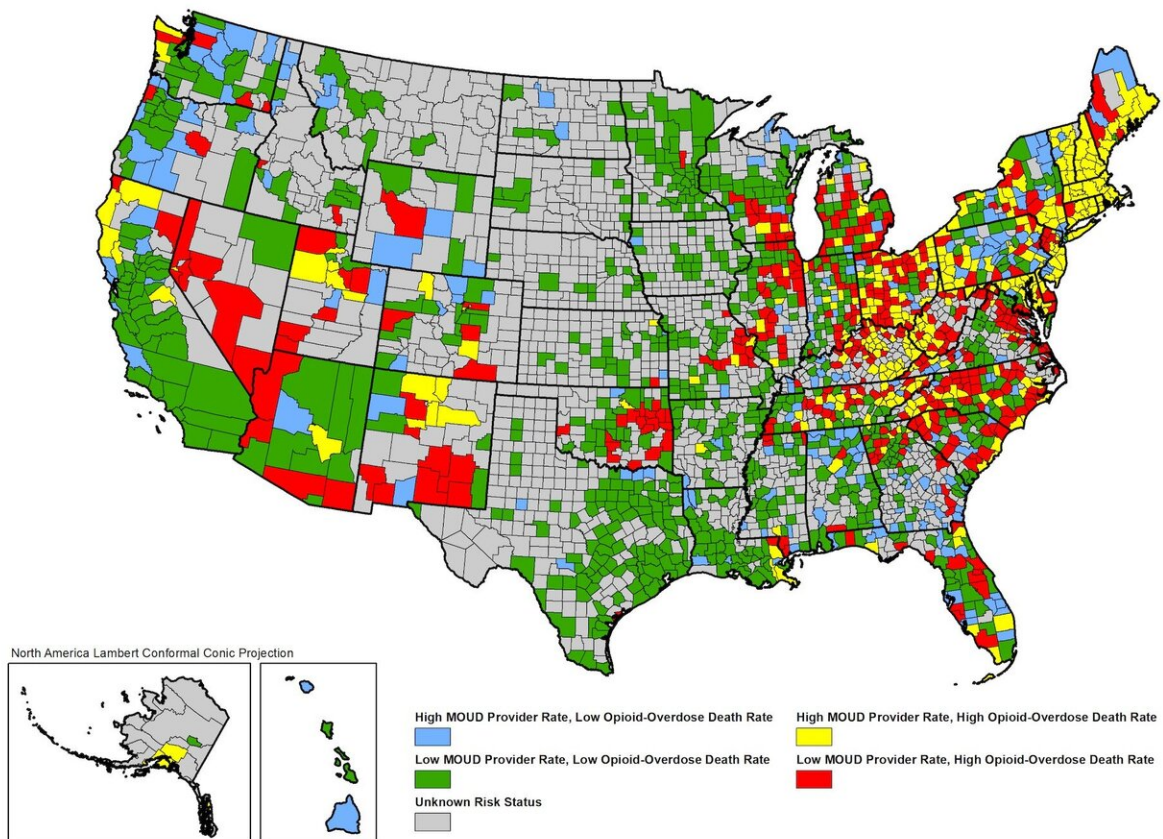 North America Lambert Conformal Conic Projection
High MOUD Provider Rate, Low Opioid-Overdose Death Rate
High MOUD Provider Rate, High Opioid-Overdose Death Rate
Low MOUD Provider Rate, Low Opioid-Overdose Death Rate
Low MOUD Provider Rate, High Opioid-Overdose Death Rate
Unknown Risk Status